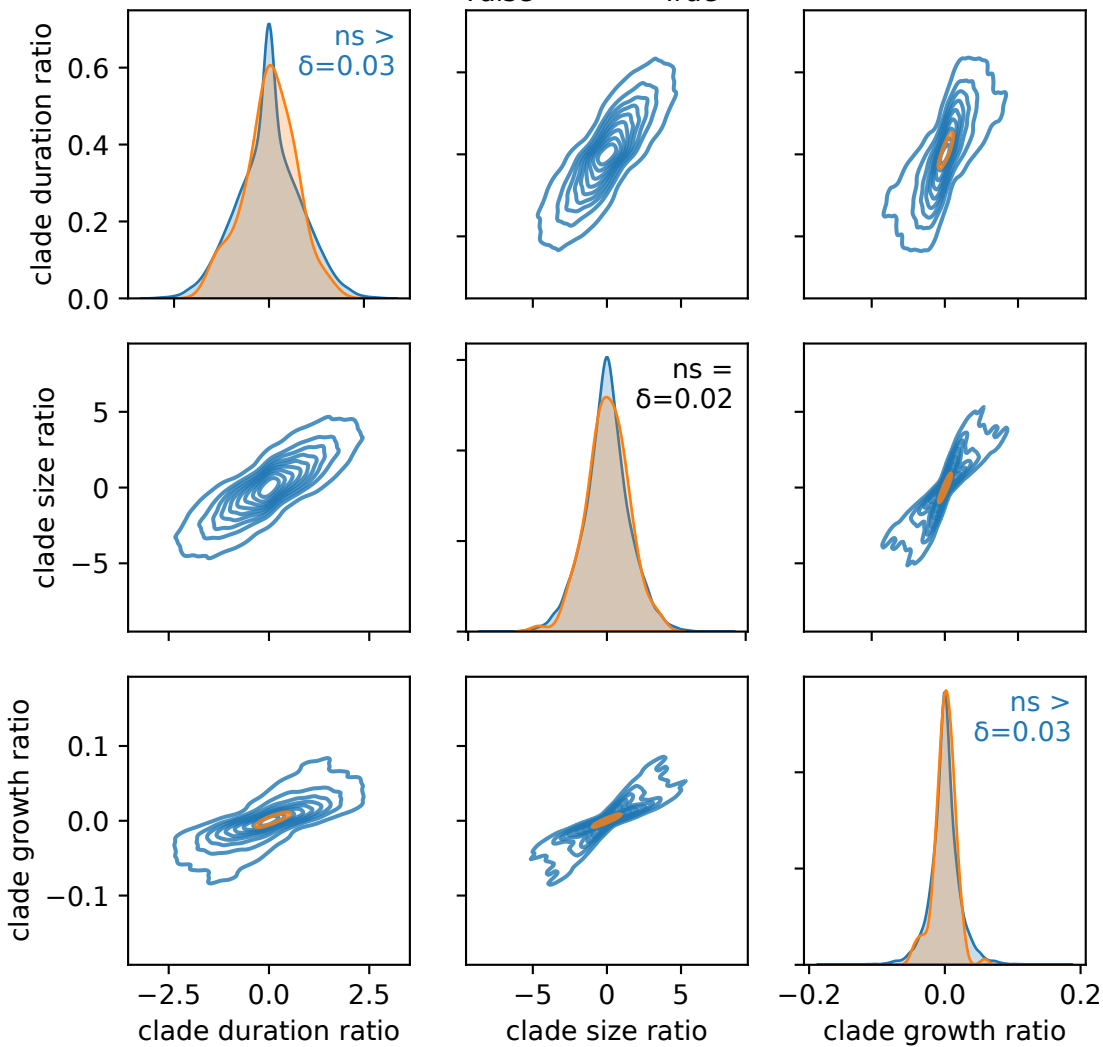 clade duration ratio
0.6
0.4
0.2
0.0
ns >
δ=0.03
clade size ratio
5
0
−5
ns =
δ=0.02
−5
0
5
clade growth ratio
0.1
0.0
−0.1
ns >
δ=0.03
−2.5
0.0
2.5
−5
0
5
−0.2
0.0
0.2
clade duration ratio
clade size ratio
clade growth ratio